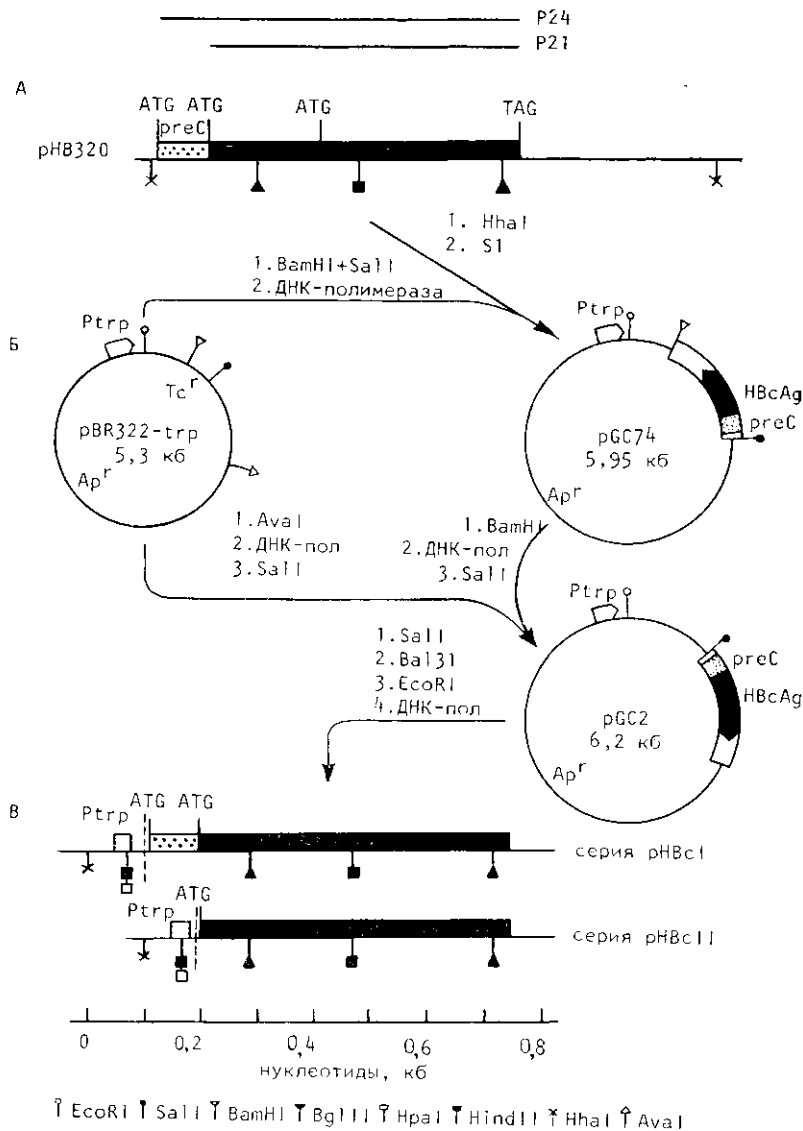 P24
P21
А
ATG ATG ATG TAG
preC
pHB320
1. HhaI
2. S1
1.BamHI+SalI
2.ДНК-полимераза
Б
Ptrp
Tcʳ
pBR322-trp
5,3 кб
Apʳ
Ptrp
HBcAg
preC
pGC74
5,95 кб
Apʳ
1.AvaI
2.ДНК-пол
3.SalI
1.BamHI
2.ДНК-пол
3.SalI
Ptrp
preC
HBcAg
pGC2
6,2 кб
Apʳ
1.SalI
2.Bal31
3.EcoRI
4.ДНК-пол
В
Ptrp ATG ATG
серия pHBcI
Ptrp ATG
серия pHBcII
0 0,2 0,4 0,6 0,8
нуклеотиды, кб
EcoRI SalI BamHI BglII HpaI HindII HhaI AvaI